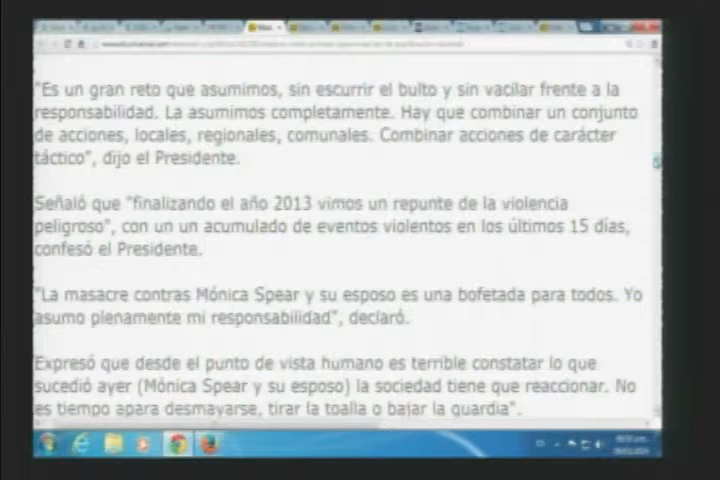 "Es un gran reto que asumimos, sin escurrir el bulto y sin vacilar frente a la
responsabilidad. La asumimos completamente. Hay que combinar un conjunto
de acciones, locales, regionales, comunales. Combinar acciones de carácter
táctico", dijo el Presidente.
Señaló que "finalizando el año 2013 vimos un repunte de la violencia
peligroso", con un un acumulado de eventos violentos en los últimos 15 días,
confesó el Presidente.
"La masacre contras Mónica Spear y su esposo es una bofetada para todos. Yo
asumo plenamente mi responsabilidad", declaró.
Expresó que desde el punto de vista humano es terrible constatar lo que
sucedió ayer (Mónica Spear y su esposo) la sociedad tiene que reaccionar. No
es tiempo apara desmayarse, tirar la toalla o bajar la guardia".